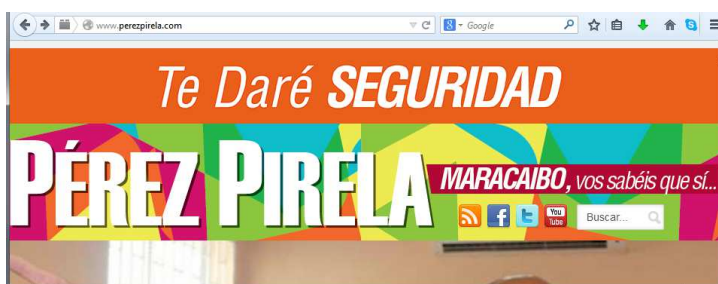 www.perezpirela.com
Google
Te Daré SEGURIDAD
PÉREZ PIRELA
MARACAIBO, vos sabéis que sí...
You
Tube
Buscar...